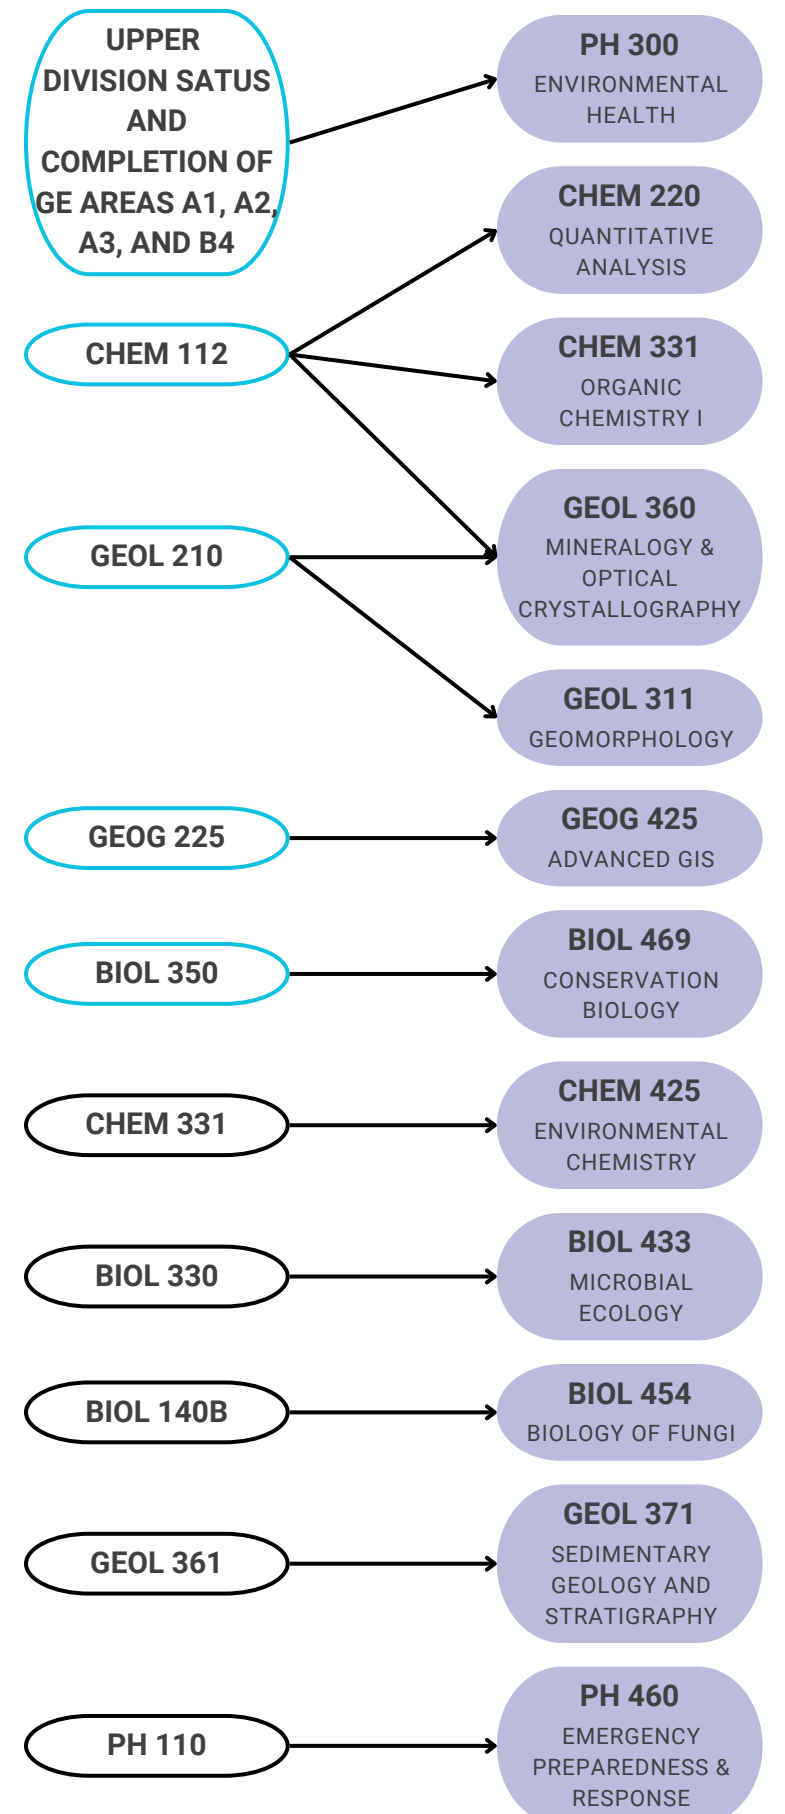 UPPER
DIVISION SATUS
AND
COMPLETION OF
GE AREAS A1, A2,
A3, AND B4
PH 300
ENVIRONMENTAL
HEALTH
CHEM 220
QUANTITATIVE
ANALYSIS
CHEM 112
CHEM 331
ORGANIC
CHEMISTRY I
GEOL 210
GEOL 360
MINERALOGY &
OPTICAL
CRYSTALLOGRAPHY
GEOL 311
GEOMORPHOLOGY
GEOG 225
GEOG 425
ADVANCED GIS
BIOL 350
BIOL 469
CONSERVATION
BIOLOGY
CHEM 331
CHEM 425
ENVIRONMENTAL
CHEMISTRY
BIOL 330
BIOL 433
MICROBIAL
ECOLOGY
BIOL 140B
BIOL 454
BIOLOGY OF FUNGI
GEOL 361
GEOL 371
SEDIMENTARY
GEOLOGY AND
STRATIGRAPHY
PH 110
PH 460
EMERGENCY
PREPAREDNESS &
RESPONSE